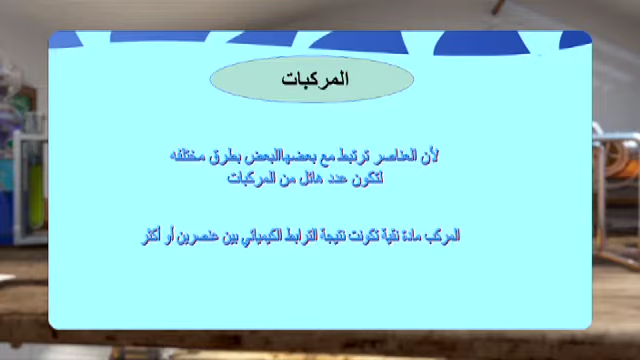 المركبات
لأن العناصر ترتبط مع بعضهاالبعض بطرق مختلفه
لتكون عدد هائل من المركبات
المركب مادة نقية تكونت نتيجة الترابط الكيميائي بين عنصرين أو أكثر